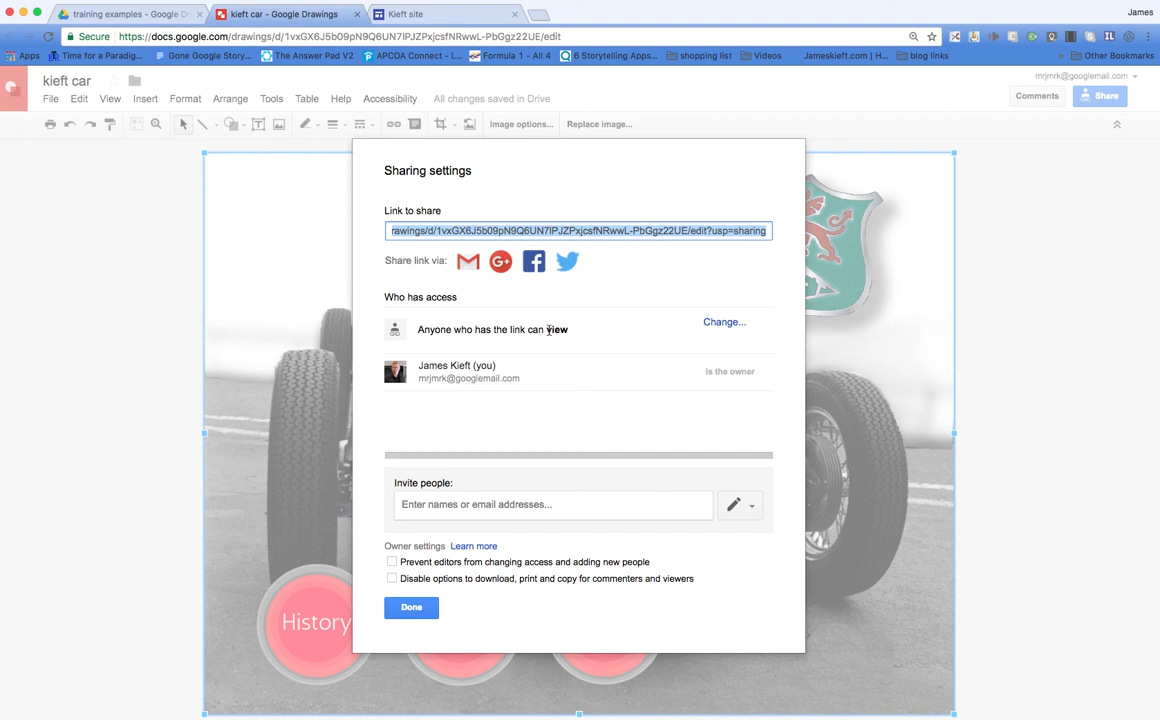 training examples - Google D
kieft car - Google Drawings
Kieft site
James
Secure
https://docs.google.com/drawings/d/1vxGX6J5b09pN9Q6UN7lPJZPxjcsfNRwwL-PbGgz22UE/edit
Apps
Time for a Paradig...
Gone Google Story...
The Answer Pad V2
APCOA Connect - L...
Formula 1 - All 4
6 Storytelling Apps...
shopping list
Videos
Jameskieft.com | H...
blog links
»
Other Bookmarks
kieft car
mrjmrk@googlemail.com
File Edit View Insert Format Arrange Tools Table Help Accessibility
All changes saved in Drive
Comments
Share
Image options...
Replace image...
Sharing settings
Link to share
rawings/d/1vxGX6J5b09pN9Q6UN7lPJZPxjcsfNRwwL-PbGgz22UE/edit?usp=sharing
Share link via:
Who has access
Anyone who has the link can view
Change...
James Kieft (you)
mrjmrk@googlemail.com
Is the owner
Invite people:
Enter names or email addresses...
Owner settings Learn more
Prevent editors from changing access and adding new people
Disable options to download, print and copy for commenters and viewers
Done
History